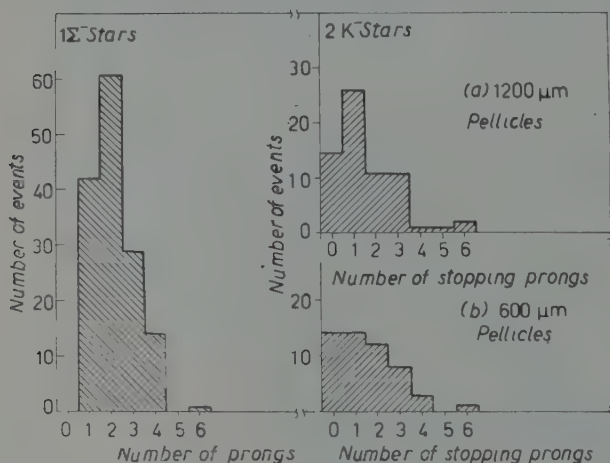 1Σ⁻Stars
60
50
40
30
20
10
0
Number of events
0 1 2 3 4 5 6
Number of prongs
2 K⁻Stars
30
20
10
0
Number of events
(a) 1200 μm
Pellicles
0 1 2 3 4 5 6
Number of stopping prongs
(b) 600 μm
Pellicles
20
10
0
0 1 2 3 4 5 6
Number of stopping prongs